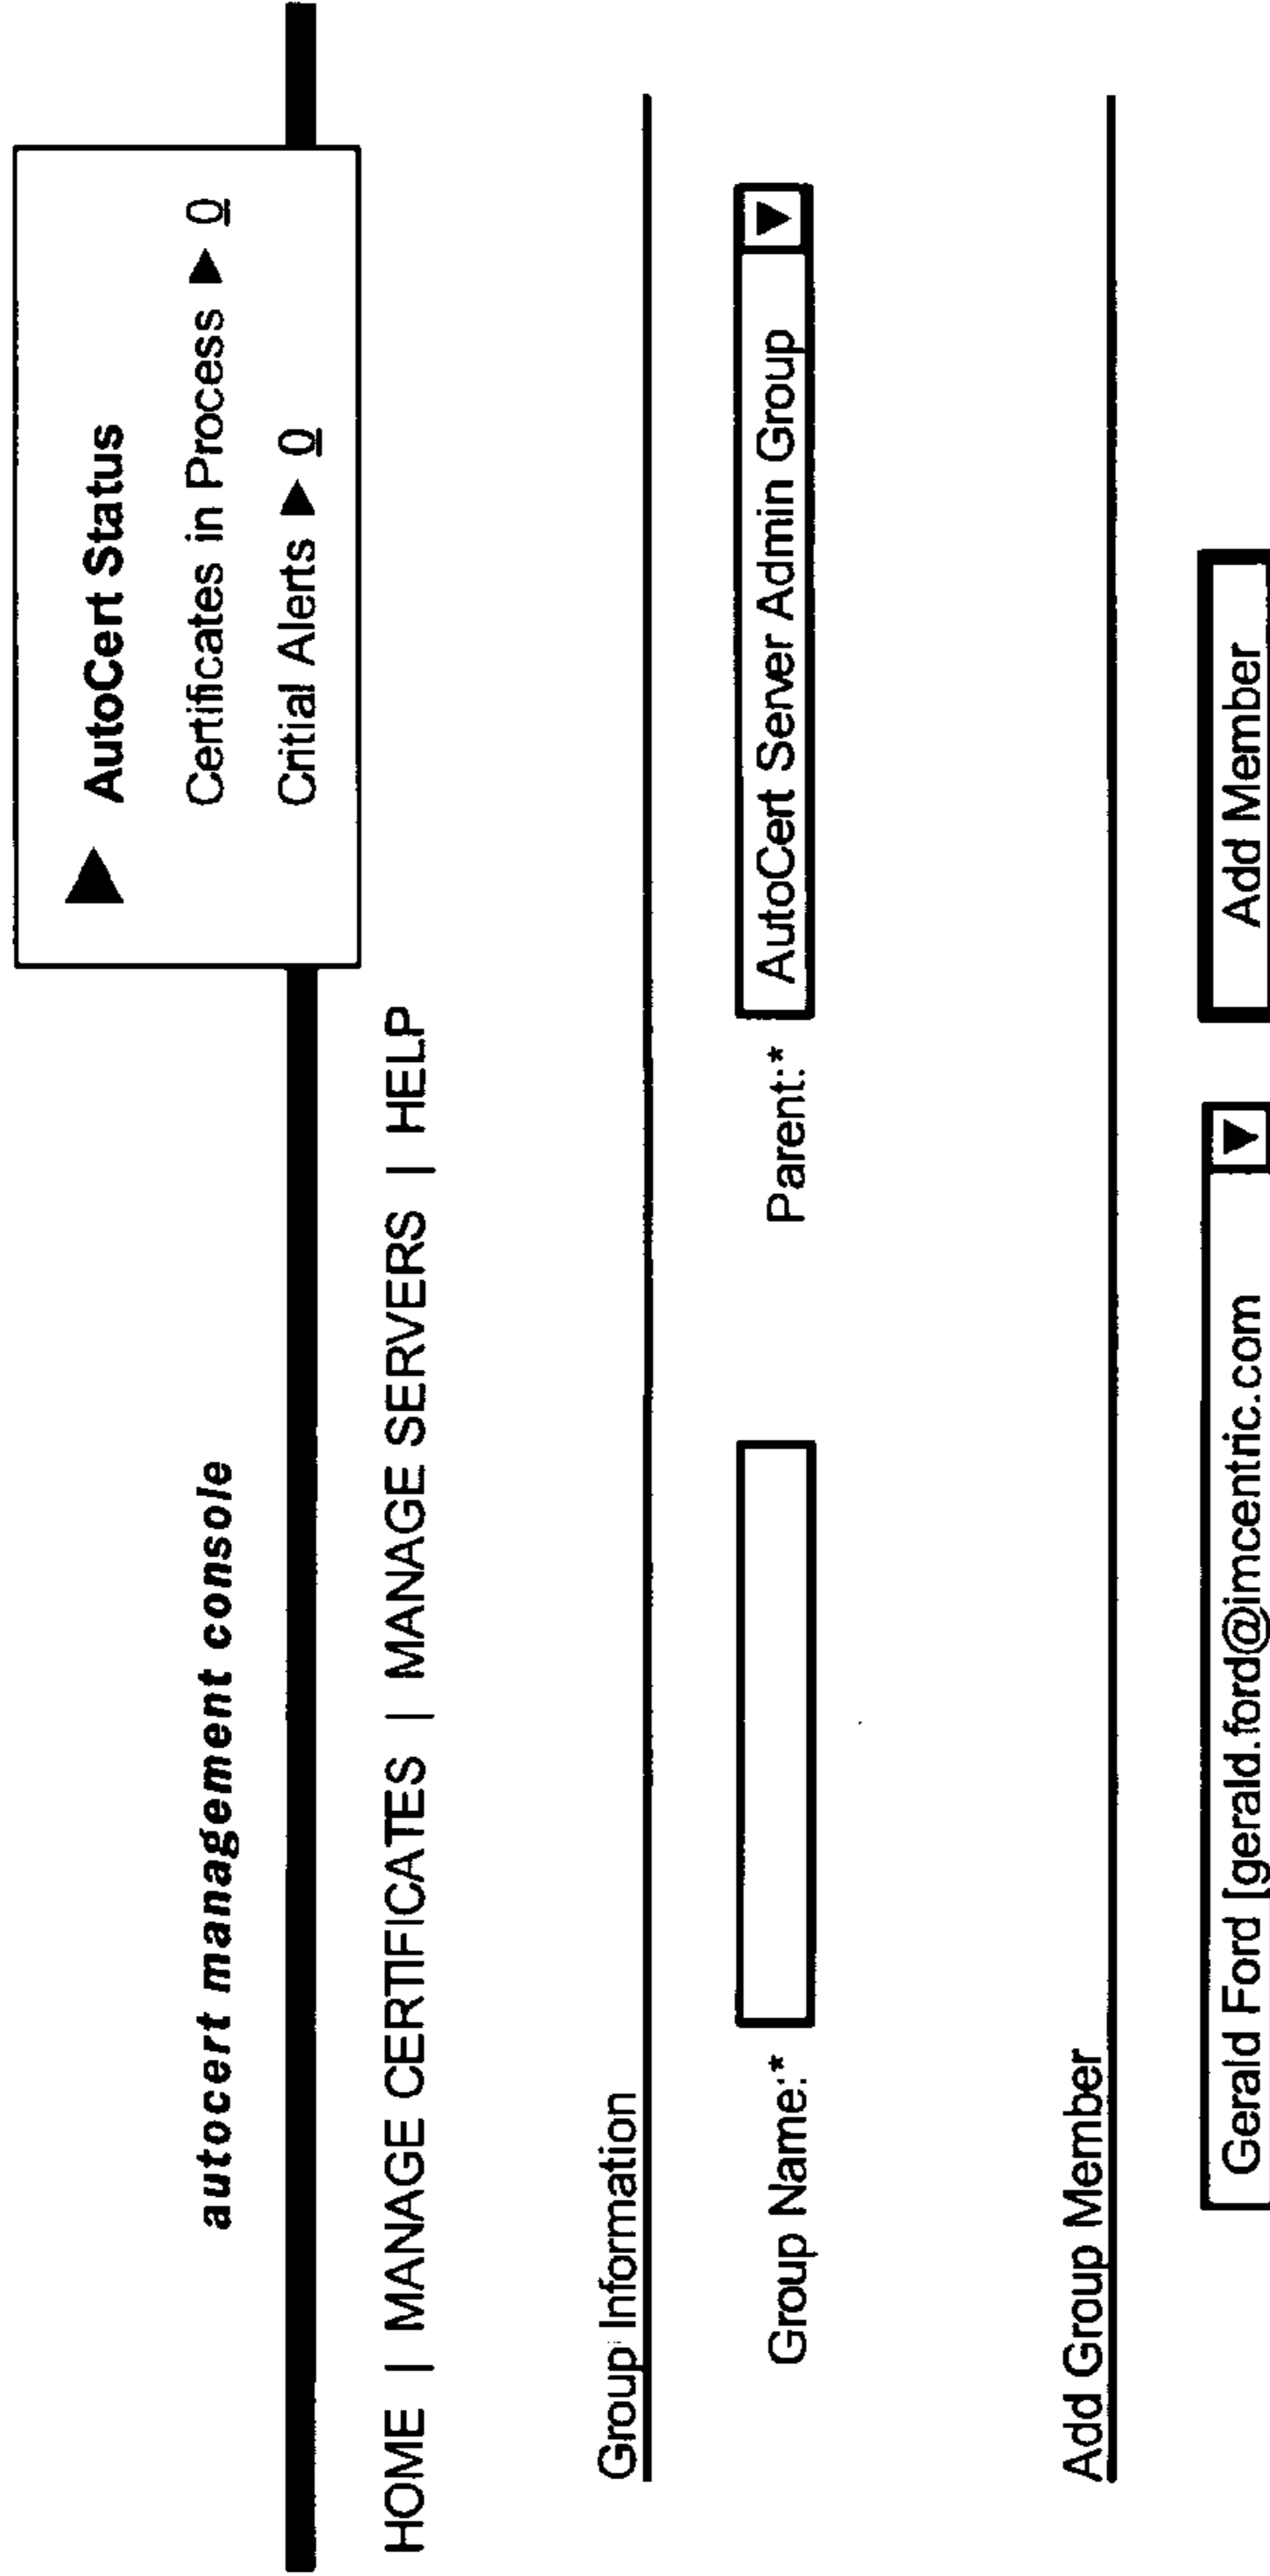 AutoCert Status
Certificates in Process ▶ 0
Critial Alerts ▶ 0
autocert management console
HOME | MANAGE CERTIFICATES | MANAGE SERVERS | HELP
Group Information
Group Name:* Parent:* AutoCert Server Admin Group
Add Group Member
Gerald Ford [gerald.ford@imcentric.com Add Member